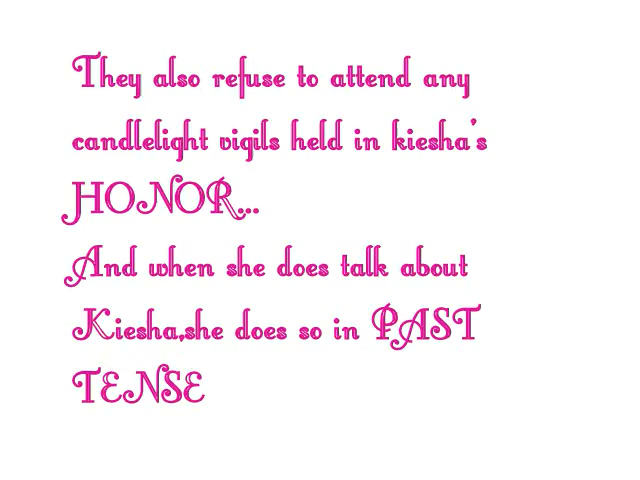 They also refuse to attend any
candlelight vigils held in kiesha's
HONOR...
And when she does talk about
Kiesha,she does so in PAST
TENSE